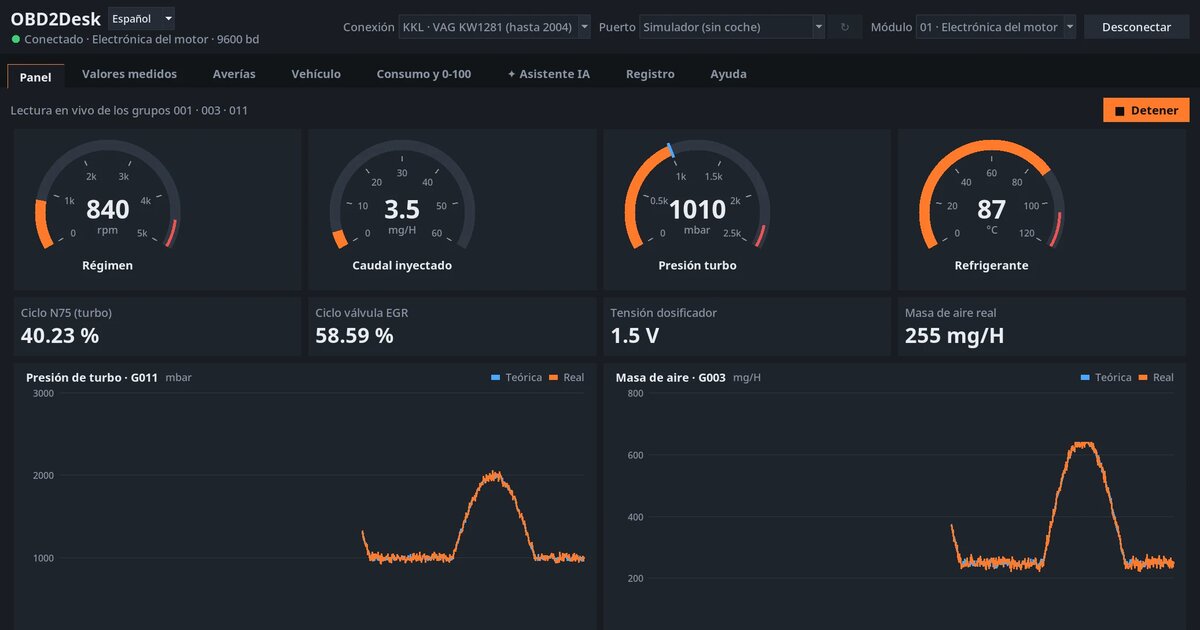 OBD2Desk Español
Conectado · Electrónica del motor · 9600 bd
Conexión KKL · VAG KW1281 (hasta 2004) Puerto Simulador (sin coche) ↻ Módulo 01 · Electrónica del motor Desconectar
Panel Valores medidos Averías Vehículo Consumo y 0-100 ✦ Asistente IA Registro Ayuda
Lectura en vivo de los grupos 001 · 003 · 011
Detener
0 1k 2k 3k 4k 5k
840
rpm
Régimen
0 10 20 30 40 50 60
3.5
mg/H
Caudal inyectado
0 0.5k 1k 1.5k 2k 2.5k
1010
mbar
Presión turbo
0 20 40 60 80 100 120
87
°C
Refrigerante
Ciclo N75 (turbo)
40.23 %
Ciclo válvula EGR
58.59 %
Tensión dosificador
1.5 V
Masa de aire real
255 mg/H
Presión de turbo · G011 mbar Teórica Real
3000
2000
1000
Masa de aire · G003 mg/H Teórica Real
800
600
400
200